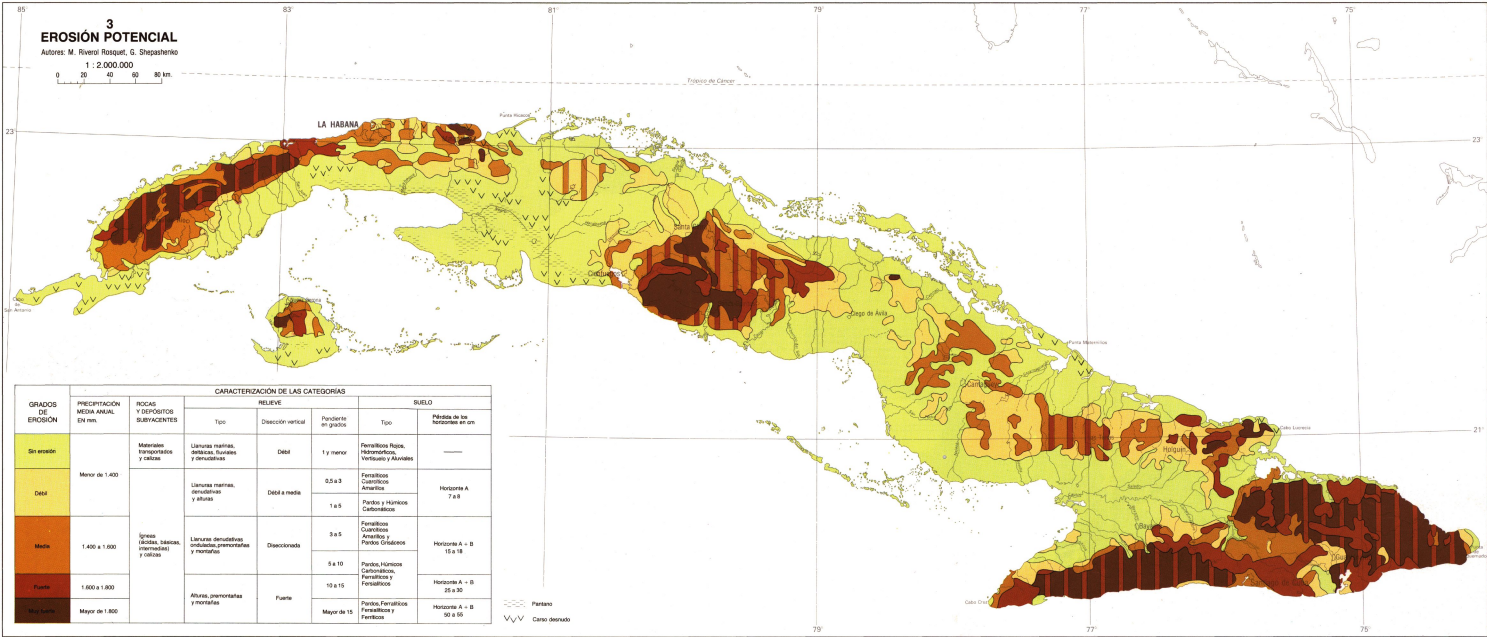 85°
83°
81°
79°
77°
75°
3
EROSIÓN POTENCIAL
Autores: M. Riverol Rosquet, G. Shepashenko
1 : 2.000.000
0 20 40 60 80 km.
Trópico de Cáncer
23°
23°
LA HABANA
Punta Hicacos
Santa
Cienfuegos
Cabo
de
San Antonio
Ciego de Ávila
Punta Maternillos
Camagüey
21°
Cabo Lucrecia
Holguín
Cabo Cruz
79°
77°
75°
CARACTERIZACIÓN DE LAS CATEGORÍAS
GRADOS
DE
EROSIÓN
PRECIPITACIÓN
MEDIA ANUAL
EN mm.
ROCAS
Y DEPÓSITOS
SUBYACENTES
RELIEVE
SUELO
Tipo
Disección vertical
Pendiente
en grados
Tipo
Pérdida de los
horizontes en cm
Sin erosión
Menor de 1.400
Materiales
transportados
y calizas
Llanuras marinas,
deltáicas, fluviales
y denudativas
Débil
1 y menor
Ferralíticos Rojos,
Hidromórficos,
Vertisuelo y Aluviales
——
Débil
Llanuras marinas,
denudativas
y alturas
Débil a media
0,5 a 3
Ferralíticos
Cuarcíticos
Amarillos
Horizonte A
7 a 8
1 a 5
Pardos y Húmicos
Carbonáticos
Media
1.400 a 1.600
Ígneas
(ácidas, básicas,
intermedias)
y calizas
Llanuras denudativas
onduladas, premontañas
y montañas
Diseccionada
3 a 5
Ferralíticos
Cuarcíticos
Amarillos y
Pardos Grisáceos
Horizonte A + B
15 a 18
5 a 10
Pardos, Húmicos
Carbonáticos,
Ferralíticos y
Fersialíticos
Fuerte
1.600 a 1.800
Alturas, premontañas
y montañas
Fuerte
10 a 15
Horizonte A + B
25 a 30
Muy fuerte
Mayor de 1.800
Mayor de 15
Pardos, Ferralíticos
Fersialíticos y
Ferríticos
Horizonte A + B
50 a 55
Pantano
Carso desnudo